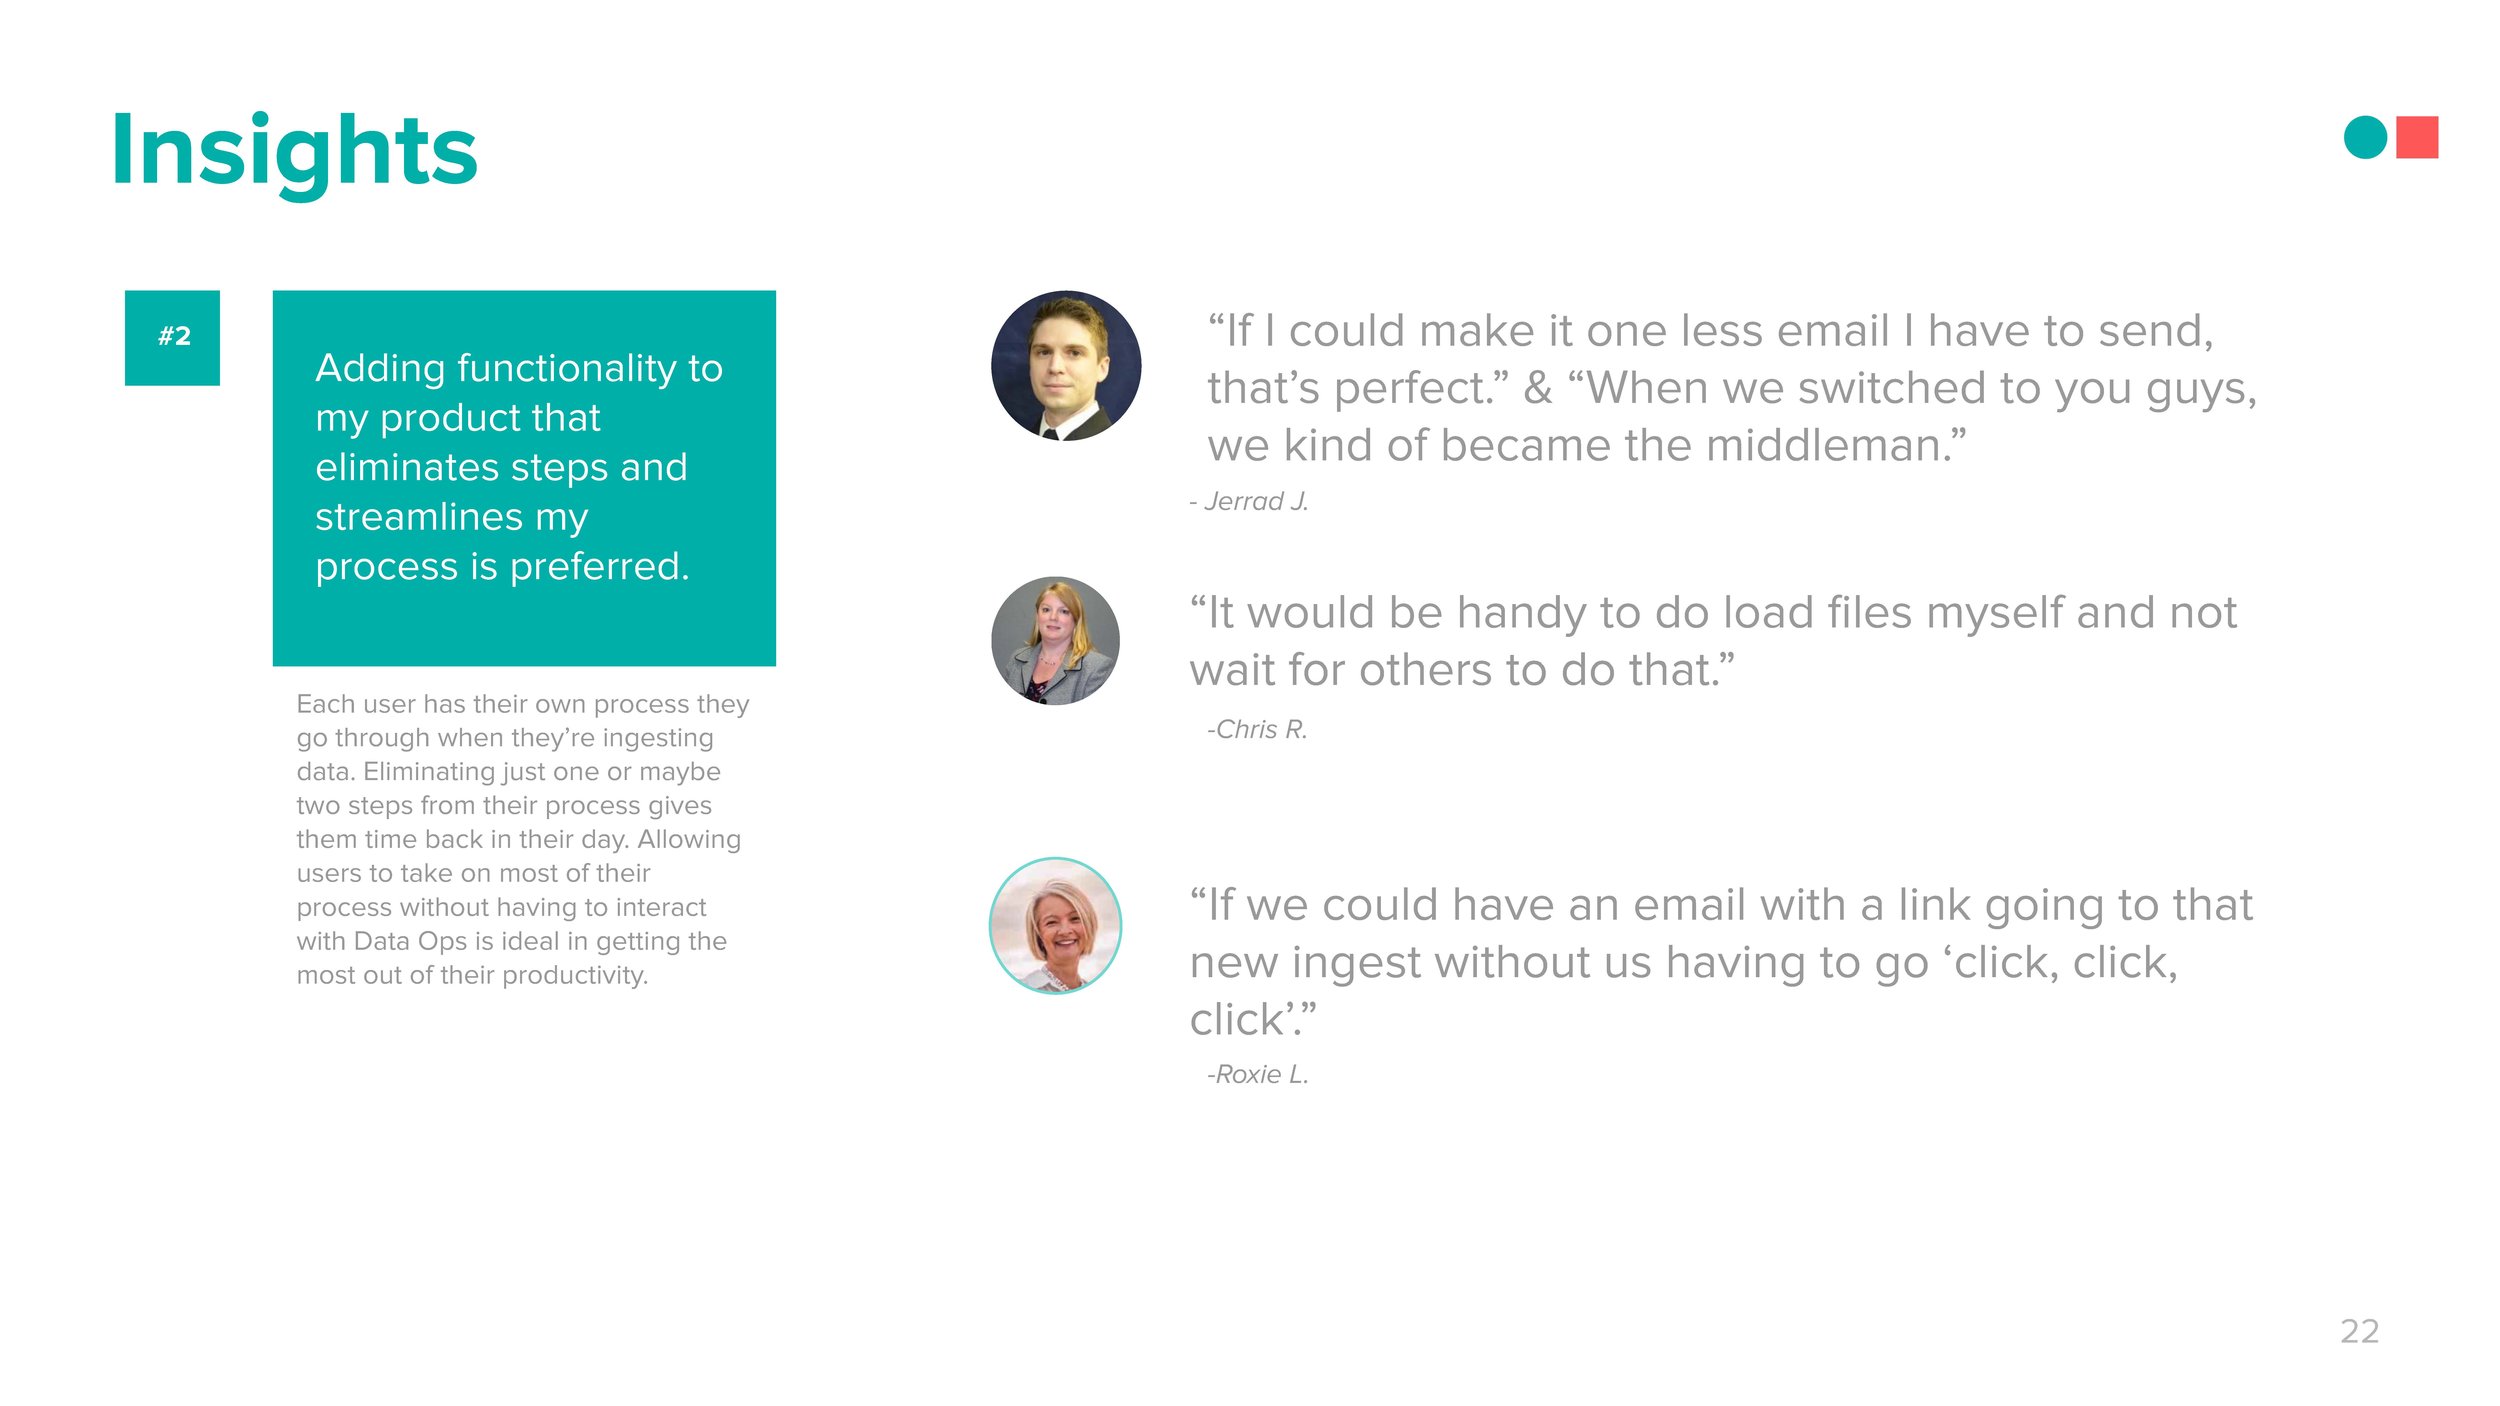 Insights
#2
Adding functionality to
my product that
eliminates steps and
streamlines my
process is preferred.
Each user has their own process they
go through when they’re ingesting
data. Eliminating just one or maybe
two steps from their process gives
them time back in their day. Allowing
users to take on most of their
process without having to interact
with Data Ops is ideal in getting the
most out of their productivity.
“If I could make it one less email I have to send,
that’s perfect.” & “When we switched to you guys,
we kind of became the middleman.”
- Jerrad J.
“It would be handy to do load files myself and not
wait for others to do that.”
-Chris R.
“If we could have an email with a link going to that
new ingest without us having to go ‘click, click,
click’.”
-Roxie L.
22